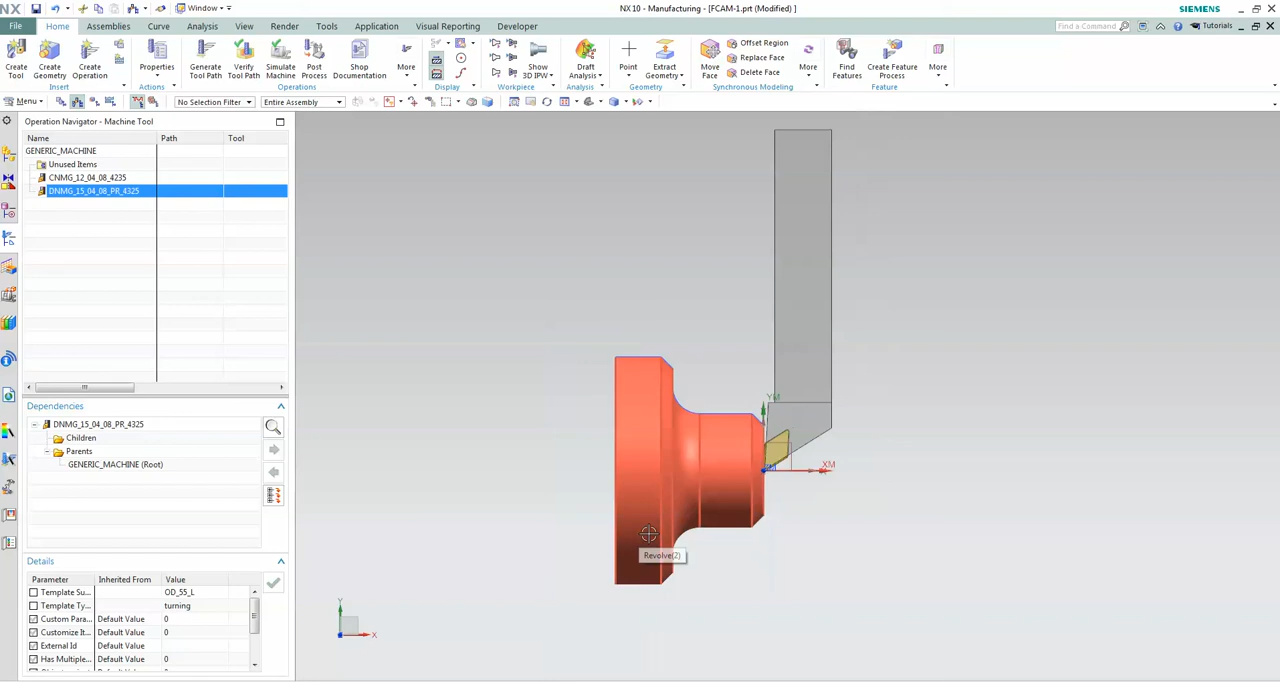 NX
Window
NX 10 - Manufacturing - [FCAM-1.prt (Modified) ]
SIEMENS
File
Home
Assemblies
Curve
Analysis
View
Render
Tools
Application
Visual Reporting
Developer
Find a Command
Tutorials
Create Tool
Create Geometry
Create Operation
Properties
Generate Tool Path
Verify Tool Path
Simulate Machine
Post Process
Shop Documentation
More
Show 3D IPW
Draft Analysis
Point
Extract Geometry
Move Face
Offset Region
Replace Face
Delete Face
More
Find Features
Create Feature Process
More
Insert
Actions
Operations
Display
Workpiece
Analysis
Geometry
Synchronous Modeling
Feature
Menu
No Selection Filter
Entire Assembly
Operation Navigator - Machine Tool
Name
Path
Tool
GENERIC_MACHINE
Unused Items
CNMG_12_04_08_4235
DNMG_15_04_08_PR_4325
Dependencies
DNMG_15_04_08_PR_4325
Children
Parents
GENERIC_MACHINE (Root)
Details
Parameter
Inherited From
Value
Template Su...
OD_55_L
Template Ty...
turning
Custom Para...
Default Value
0
Customize It...
Default Value
0
External Id
Default Value
Has Multiple...
Default Value
0
YM
XM
Revolve(2)
Y
X